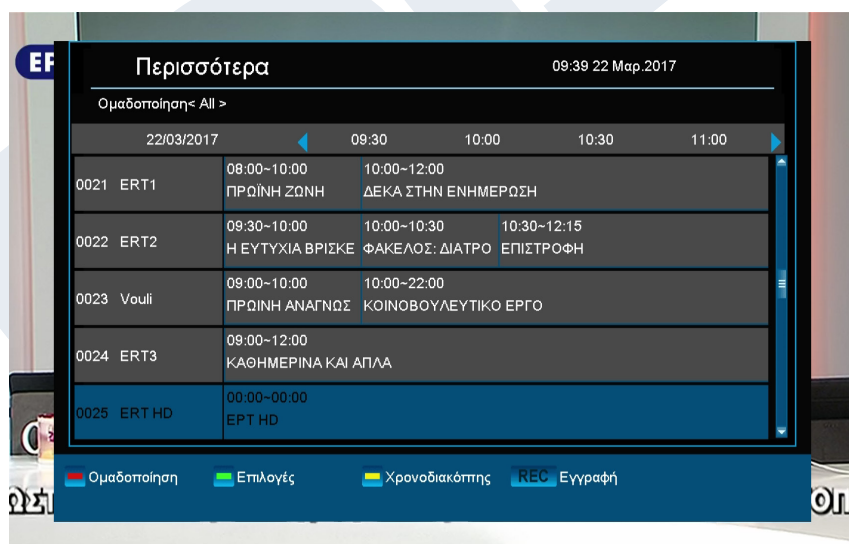 Περισσότερα 09:39 22 Μαρ.2017
Ομαδοποίηση< All >
22/03/2017 09:30 10:00 10:30 11:00
0021 ERT1 08:00~10:00 10:00~12:00
ΠΡΩΪΝΗ ΖΩΝΗ ΔΕΚΑ ΣΤΗΝ ΕΝΗΜΕΡΩΣΗ
0022 ERT2 09:30~10:00 10:00~10:30 10:30~12:15
Η ΕΥΤΥΧΙΑ ΒΡΙΣΚΕ ΦΑΚΕΛΟΣ: ΔΙΑΤΡΟ ΕΠΙΣΤΡΟΦΗ
0023 Vouli 09:00~10:00 10:00~22:00
ΠΡΩΙΝΗ ΑΝΑΓΝΩΣ ΚΟΙΝΟΒΟΥΛΕΥΤΙΚΟ ΕΡΓΟ
0024 ERT3 09:00~12:00
ΚΑΘΗΜΕΡΙΝΑ ΚΑΙ ΑΠΛΑ
0025 ERT HD 00:00~00:00
ΕΡΤ HD
Ομαδοποίηση Επιλογές Χρονοδιακόπης REC Εγγραφή